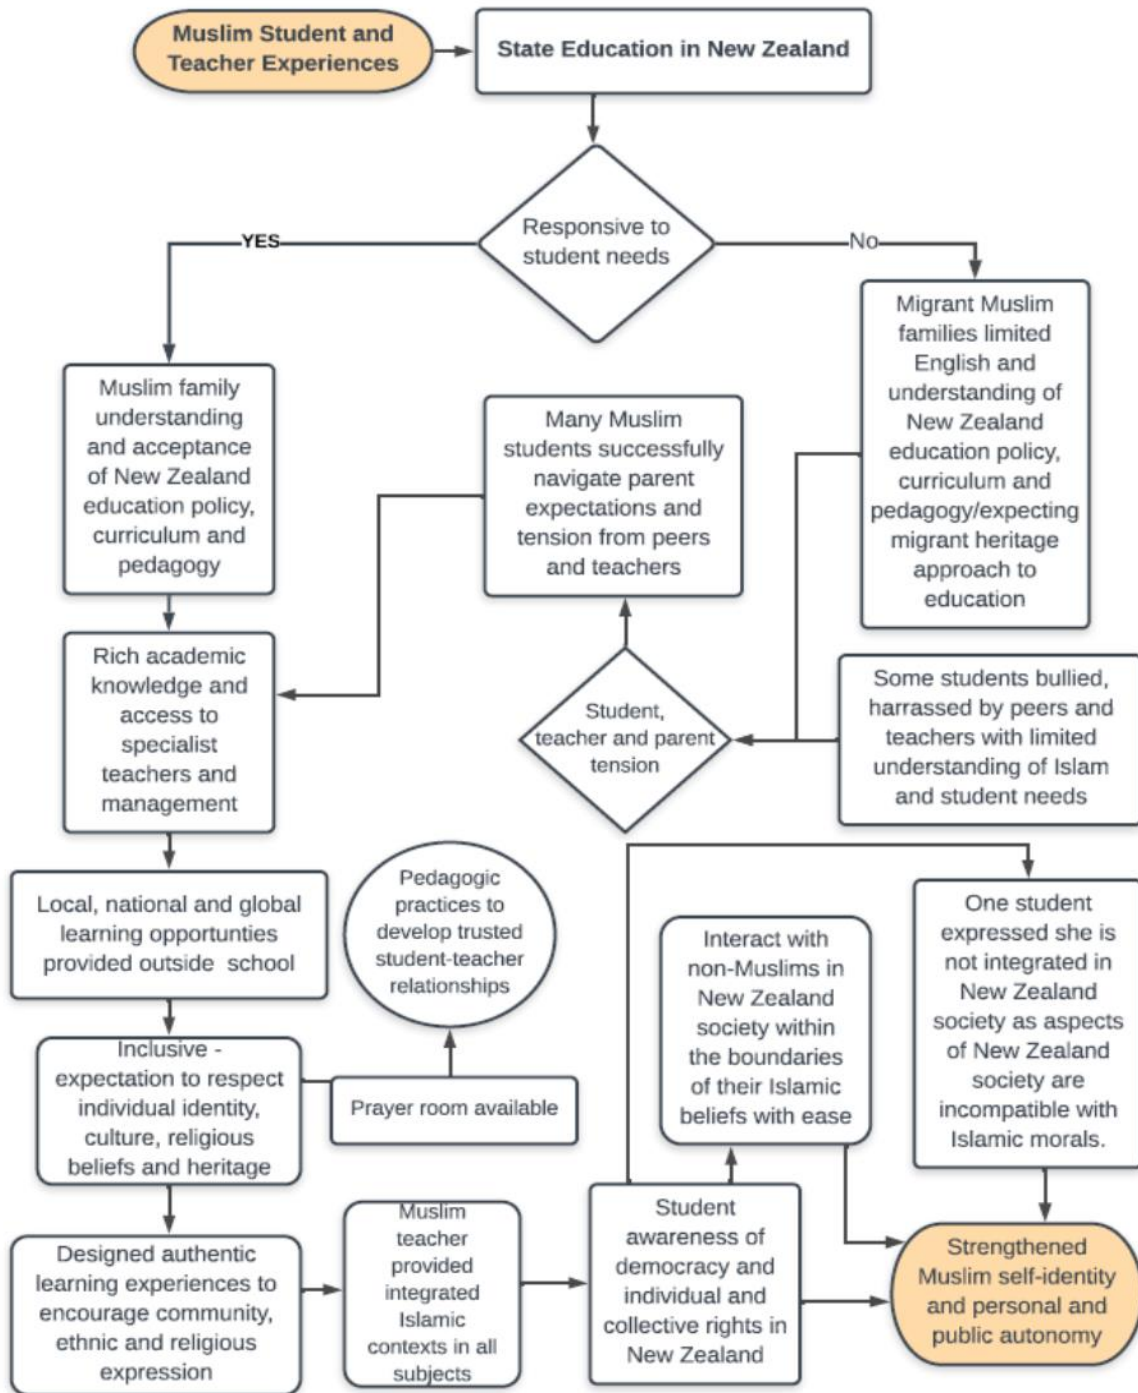 Muslim Student and
Teacher Experiences
State Education in New Zealand
Responsive to
student needs
YES
No
Muslim family
understanding
and acceptance
of New Zealand
education policy,
curriculum and
pedagogy
Many Muslim
students successfully
navigate parent
expectations and
tension from peers
and teachers
Migrant Muslim
families limited
English and
understanding of
New Zealand
education policy,
curriculum and
pedagogy/expecting
migrant heritage
approach to
education
Rich academic
knowledge and
access to
specialist
teachers and
management
Student,
teacher and parent
tension
Some students bullied,
harrassed by peers and
teachers with limited
understanding of Islam
and student needs
Local, national and global
learning opportunties
provided outside school
Pedagogic
practices to
develop trusted
student-teacher
relationships
Interact with
non-Muslims in
New Zealand
society within
the boundaries
of their Islamic
beliefs with ease
One student
expressed she is
not integrated in
New Zealand
society as aspects
of New Zealand
society are
incompatible with
Islamic morals.
Inclusive -
expectation to respect
individual identity,
culture, religious
beliefs and heritage
Prayer room available
Designed authentic
learning experiences to
encourage community,
ethnic and religious
expression
Muslim
teacher
provided
integrated
Islamic
contexts in all
subjects
Student
awareness of
democracy and
individual and
collective rights in
New Zealand
Strengthened
Muslim self-identity
and personal and
public autonomy